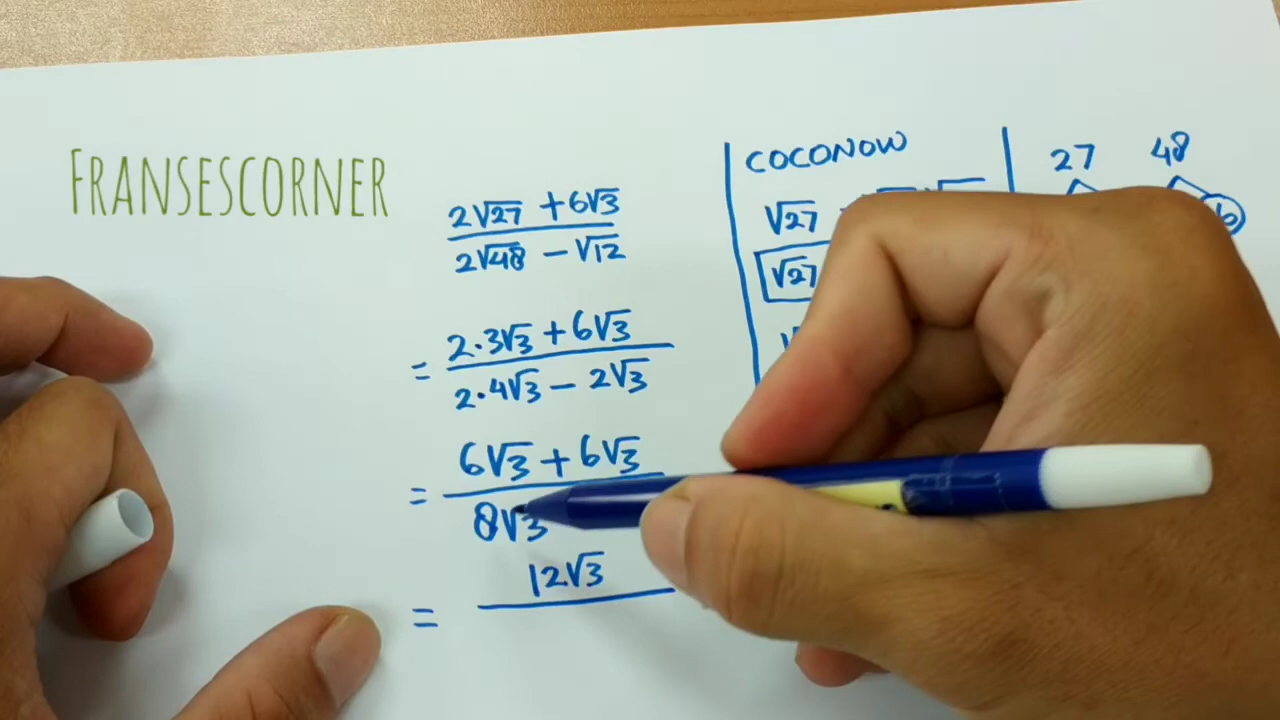 FRANSESCORNER
2√27 + 6√3
2√48 − √12
= 2·3√3 + 6√3
2·4√3 − 2√3
= 6√3 + 6√3
8√3
= 12√3
COCONOW
√27
√27
27 48